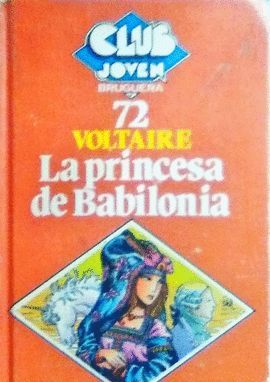 CLUB
JOVEN
BRUGUERA
72
VOLTAIRE
La princesa
de Babilonia